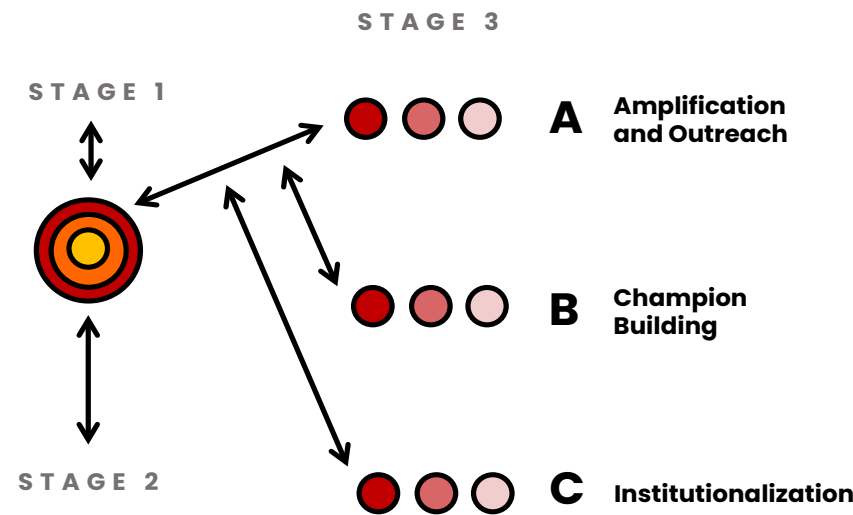 STAGE 3
STAGE 1
A
Amplification
and Outreach
B
Champion
Building
STAGE 2
C
Institutionalization